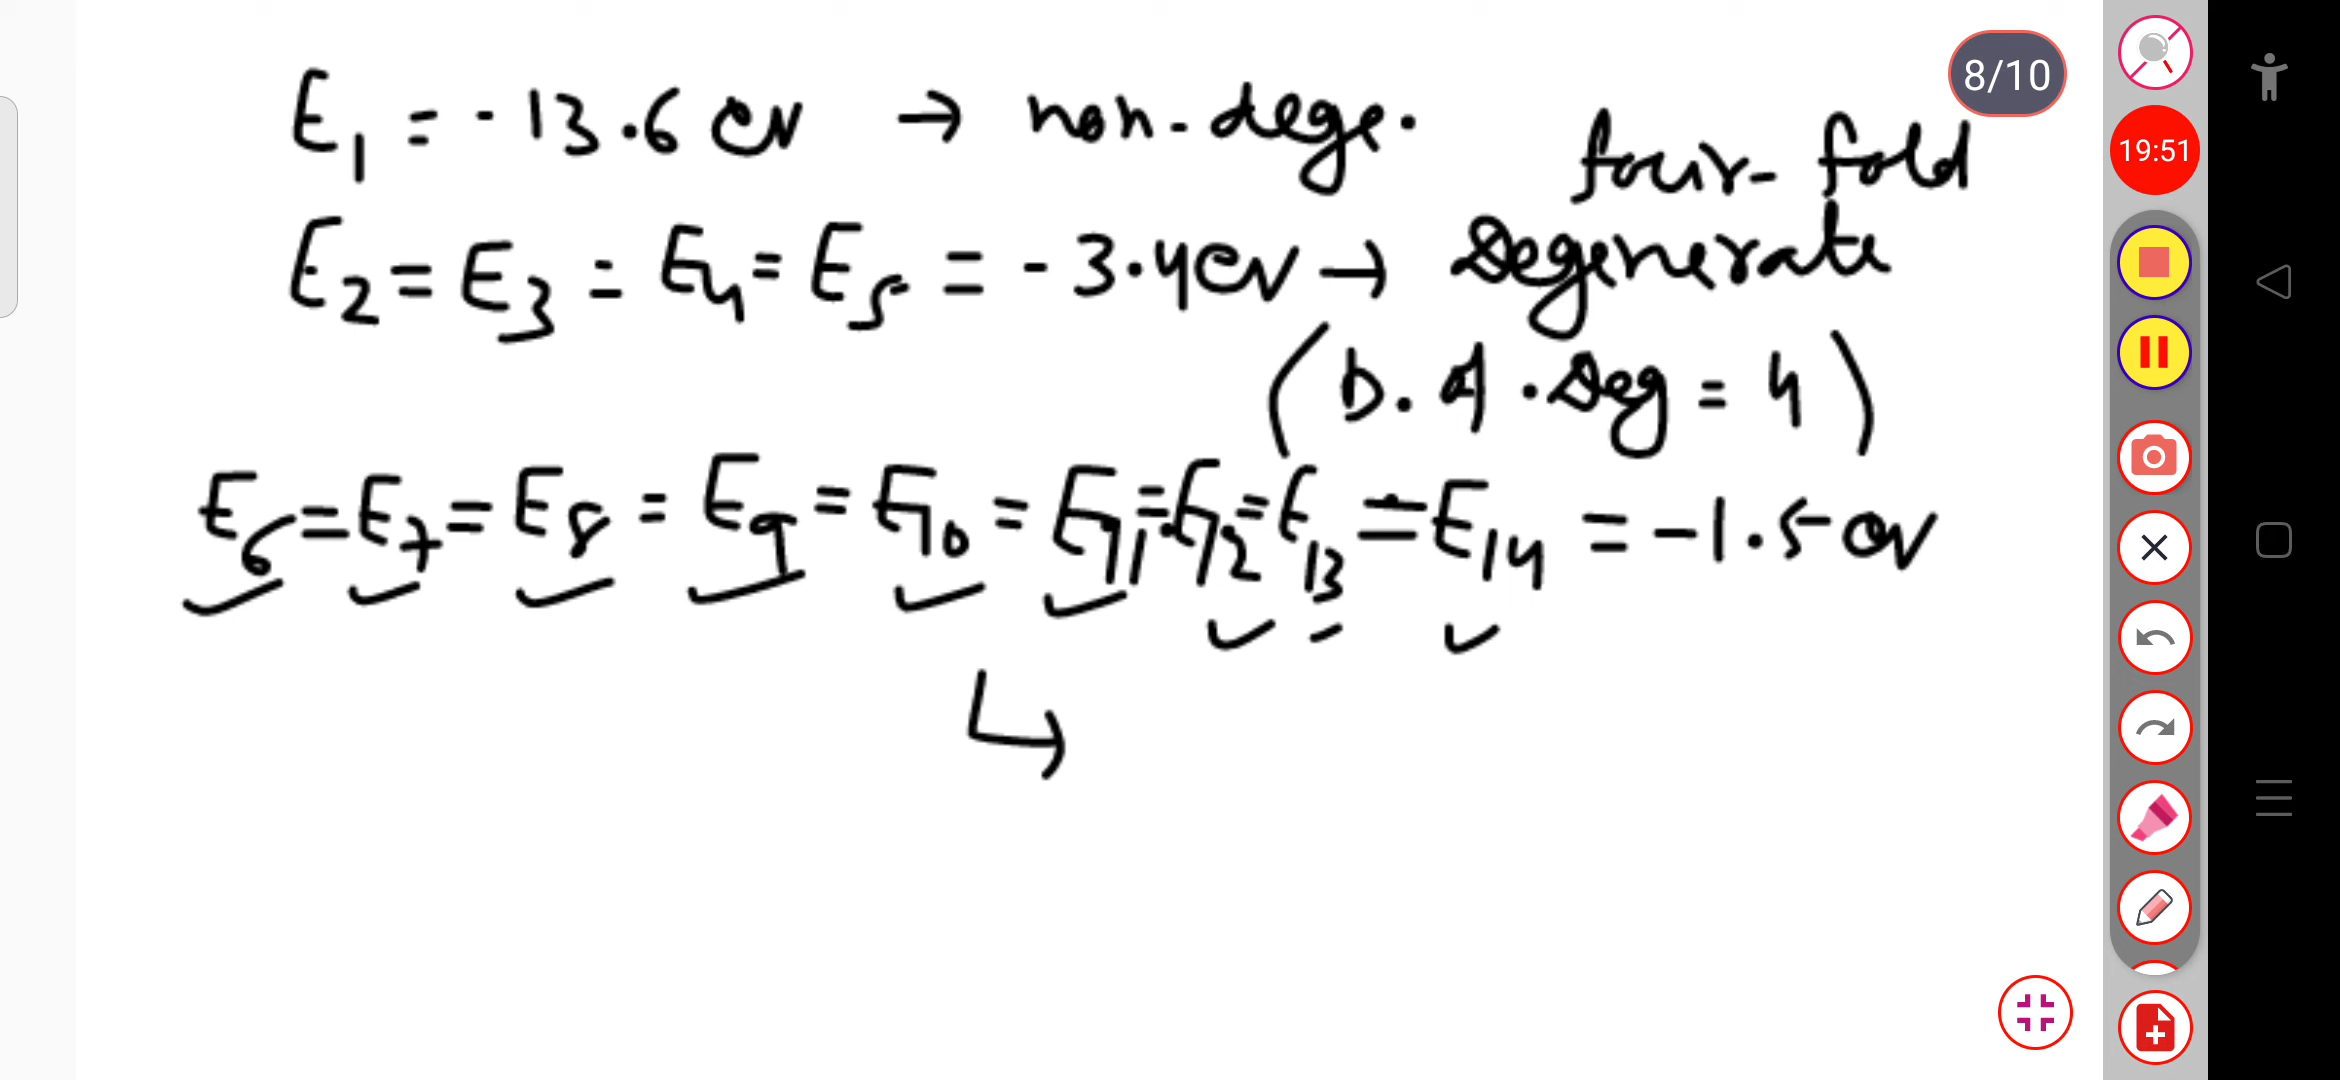 8/10
19:51
E₁ = -13.6 eV → non-dege.
four-fold
E₂ = E₃ = E₄ = E₅ = -3.4eV → Degenerate
(D.of.Deg = 4)
E₆ = E₇ = E₈ = E₉ = E₁₀ = E₁₁ = E₁₂ = E₁₃ = E₁₄ = -1.5 eV
↳